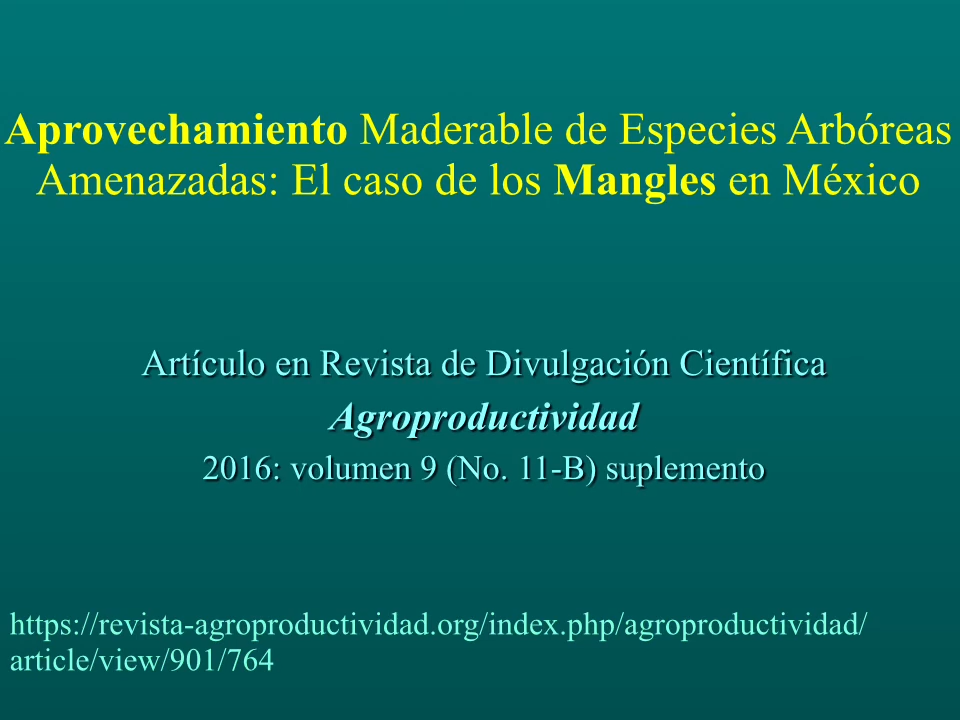 Aprovechamiento Maderable de Especies Arbóreas
Amenazadas: El caso de los Mangles en México
Artículo en Revista de Divulgación Científica
Agroproductividad
2016: volumen 9 (No. 11-B) suplemento
https://revista-agroproductividad.org/index.php/agroproductividad/
article/view/901/764